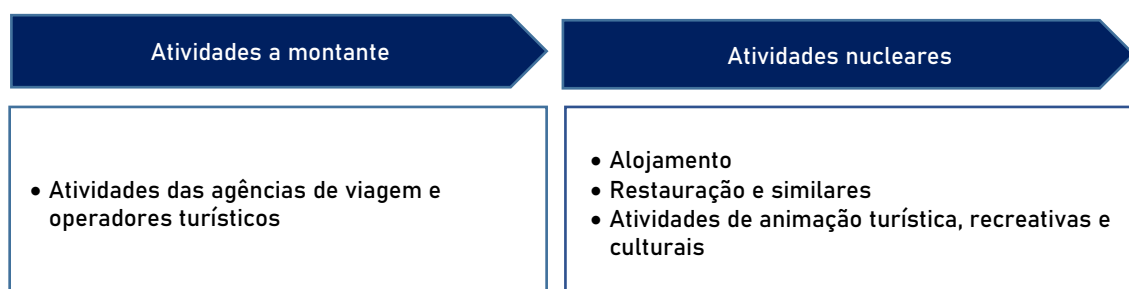 Atividades a montante
Atividades nucleares
• Atividades das agências de viagem e
operadores turísticos
• Alojamento
• Restauração e similares
• Atividades de animação turística, recreativas e
culturais